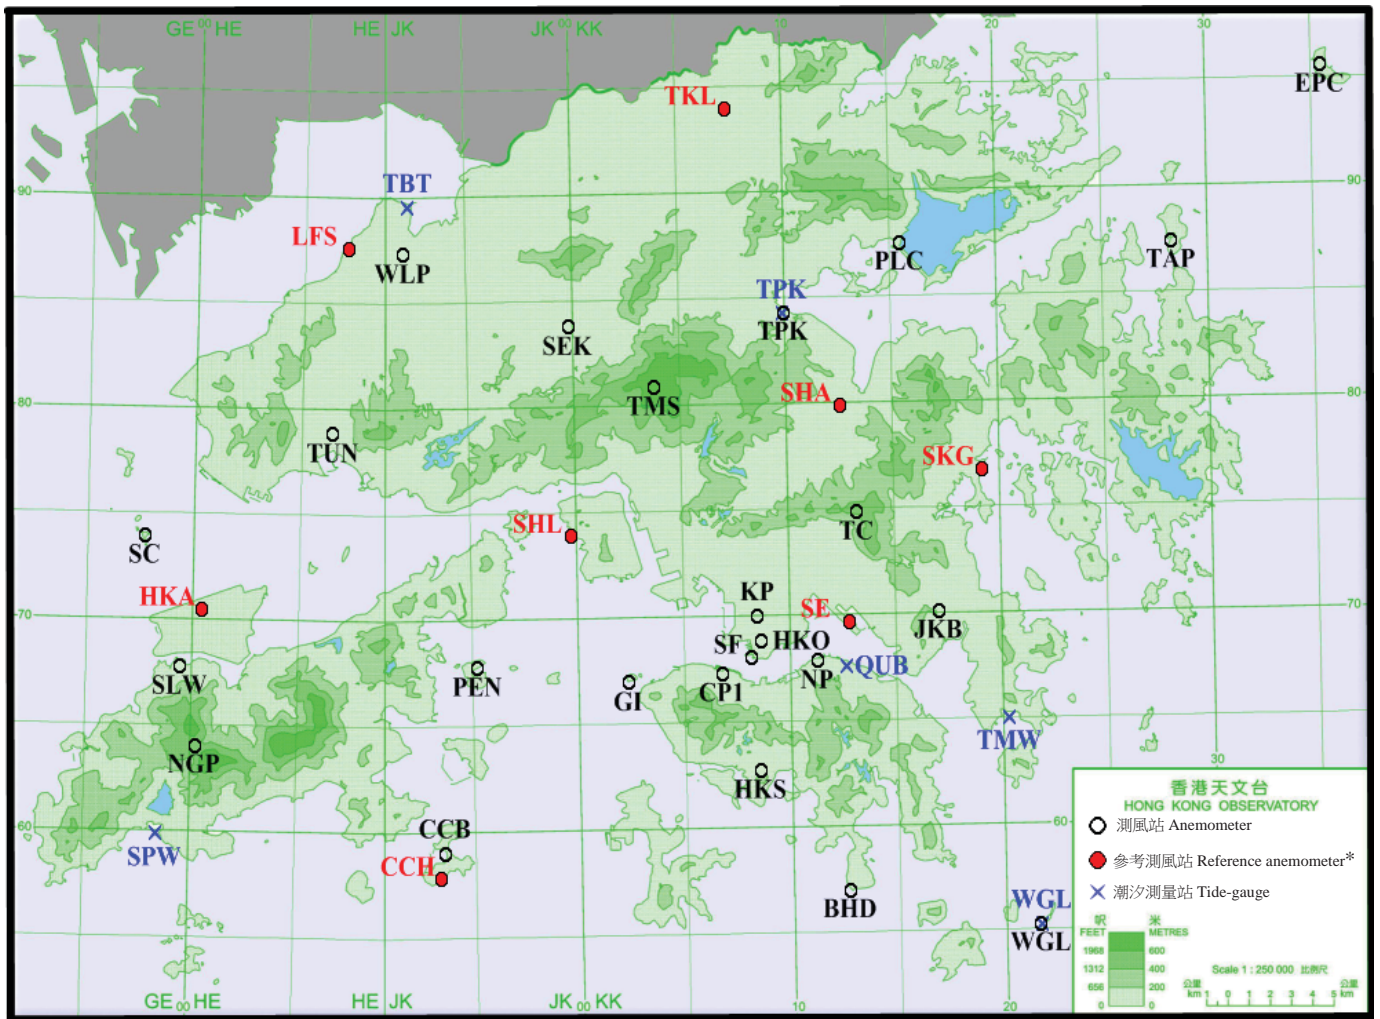 GE 00 HE
HE JK
JK 00 KK
10
20
30
EPC
TKL
90
90
TBT
LFS
WLP
PLC
TAP
TPK
TPK
SEK
TMS
SHA
80
80
TUN
SKG
SHL
TC
SC
HKA
KP
SE
70
70
JKB
HKO
SF
QUB
NP
SLW
PEN
CP1
GI
TMW
NGP
30
HKS
60
60
SPW
CCB
CCH
BHD
WGL
WGL
香港天文台
HONG KONG OBSERVATORY
測風站 Anemometer
參考測風站 Reference anemometer*
潮汐測量站 Tide-gauge
呎 米
FEET METRES
1968 600
1312 400
656 200
0 0
Scale 1 : 250 000 比例尺
公里 km 1 0 1 2 3 4 5 公里 km
GE 00 HE
HE JK
JK 00 KK
10
20